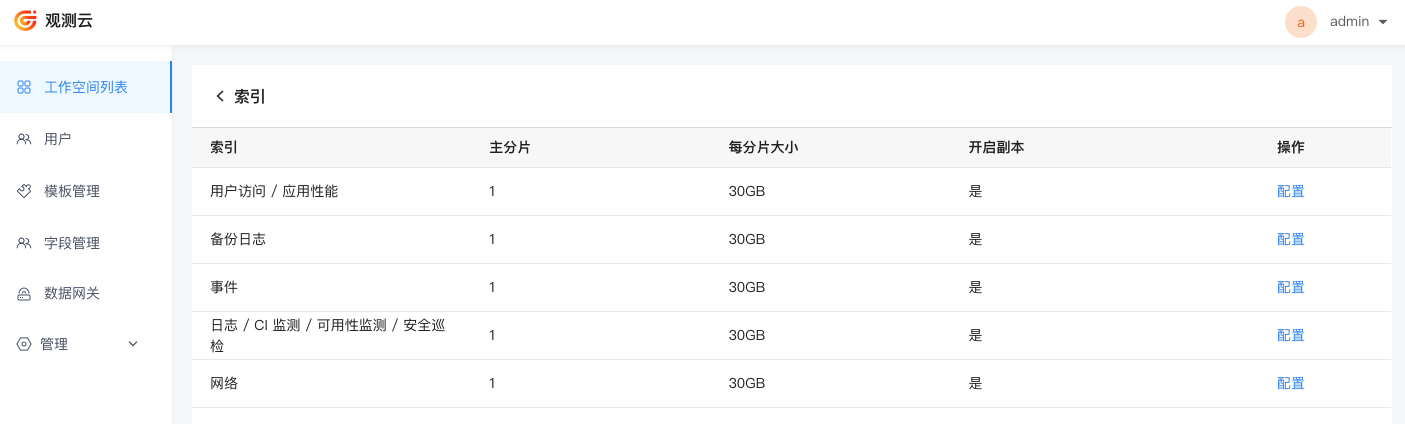 观测云
a admin
工作空间列表
用户
模板管理
字段管理
数据网关
管理
索引
索引 主分片 每分片大小 开启副本 操作
用户访问 / 应用性能 1 30GB 是 配置
备份日志 1 30GB 是 配置
事件 1 30GB 是 配置
日志 / CI 监测 / 可用性监测 / 安全巡
检 1 30GB 是 配置
网络 1 30GB 是 配置